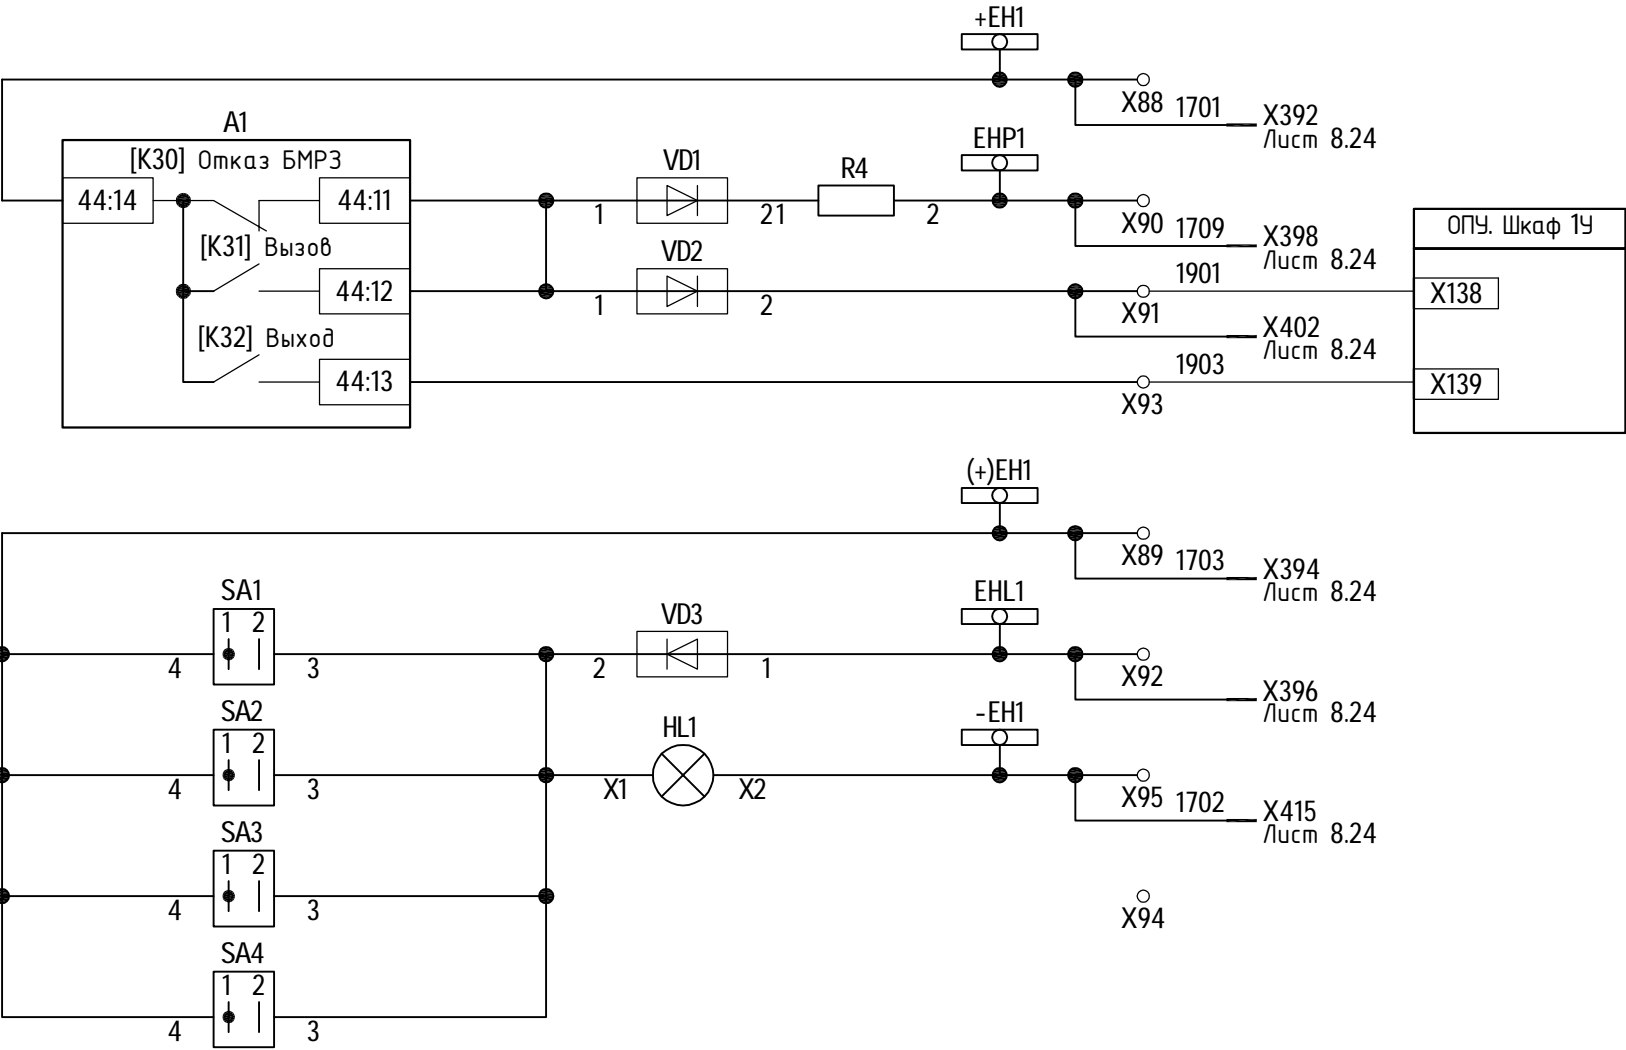 +EH1
X88 1701 X392
Лист 8.24
A1
[K30] Отказ БМРЗ
44:14
44:11
1
VD1
21
R4
2
EHP1
X90 1709 X398
Лист 8.24
ОПУ. Шкаф 1У
[K31] Вызов
44:12
1
VD2
2
X91
1901
X138
X402
Лист 8.24
[K32] Выход
44:13
X93
1903
X139
(+)EH1
X89 1703 X394
Лист 8.24
SA1
1 2
4
3
2
VD3
1
EHL1
X92
X396
Лист 8.24
SA2
1 2
4
3
X1
HL1
X2
-EH1
X95 1702 X415
Лист 8.24
SA3
1 2
4
3
X94
SA4
1 2
4
3